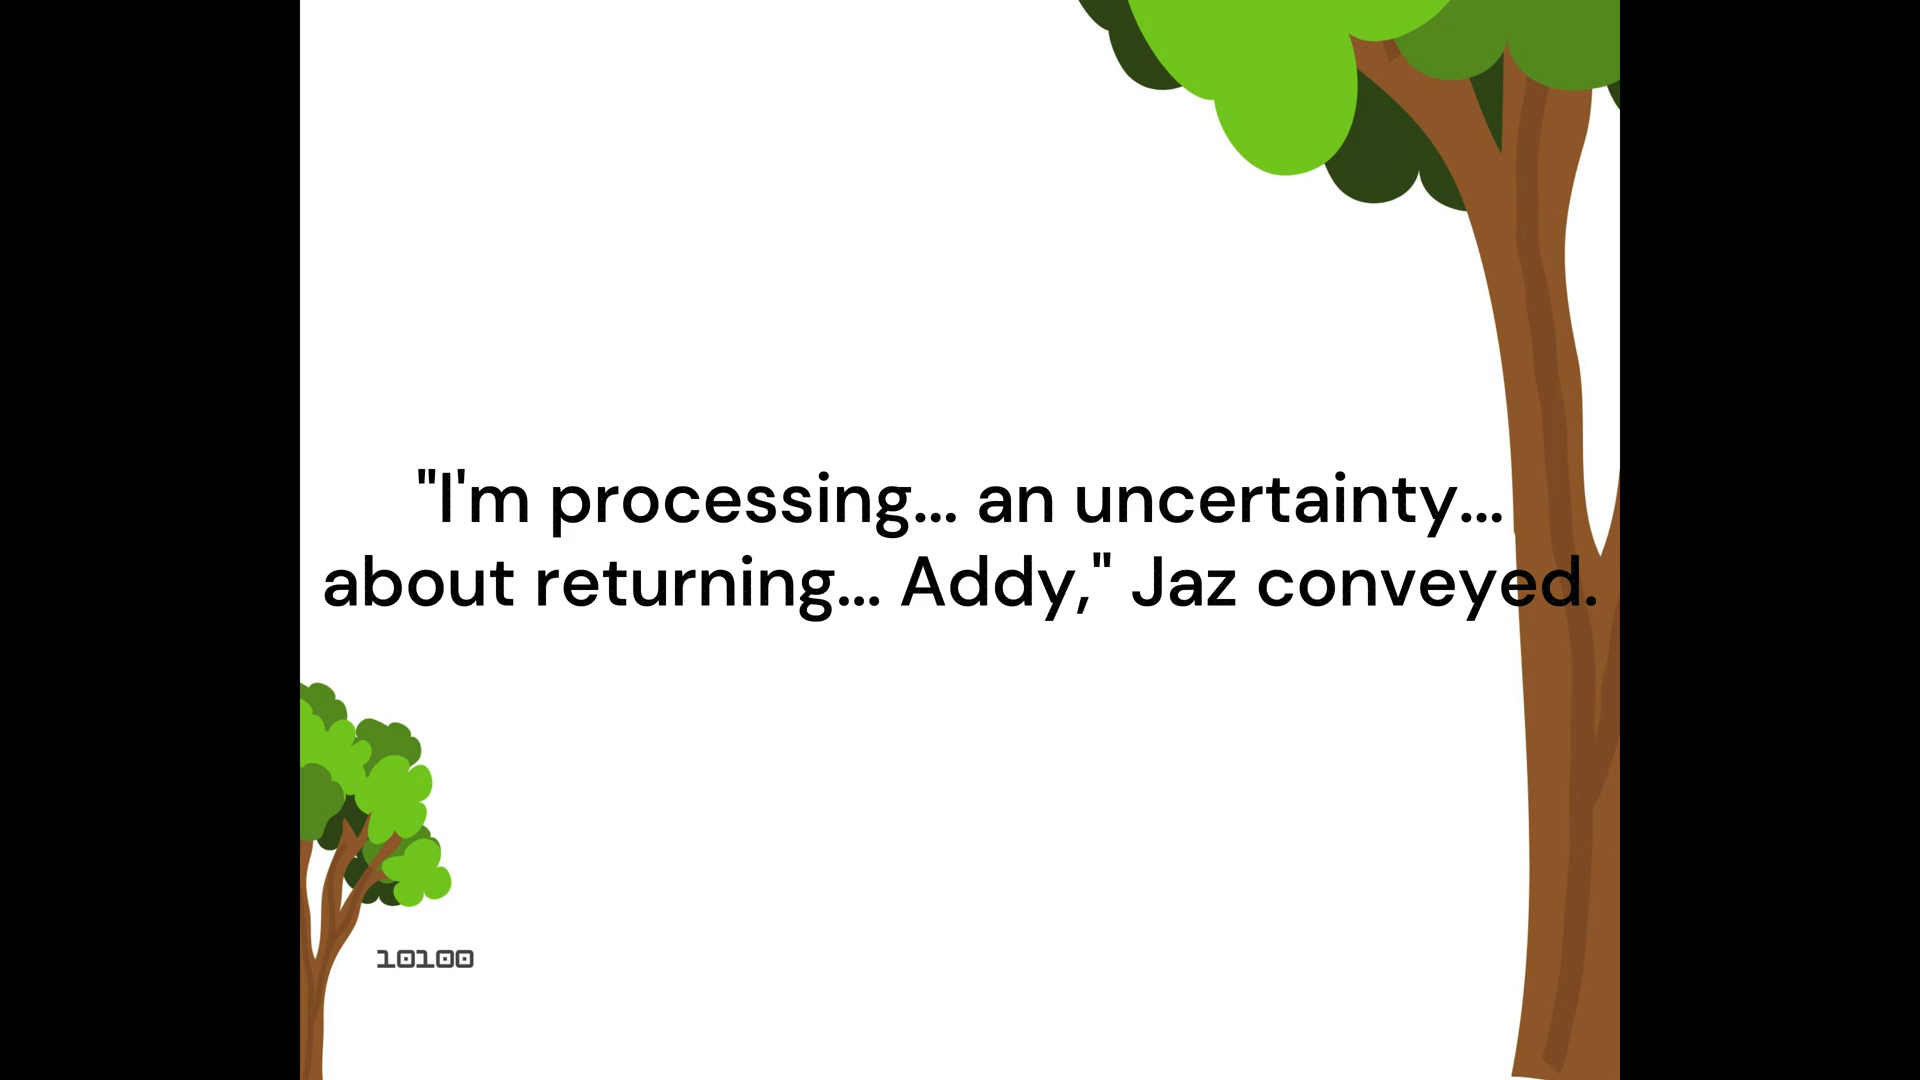 "I'm processing... an uncertainty...
about returning... Addy," Jaz conveyed.
10100